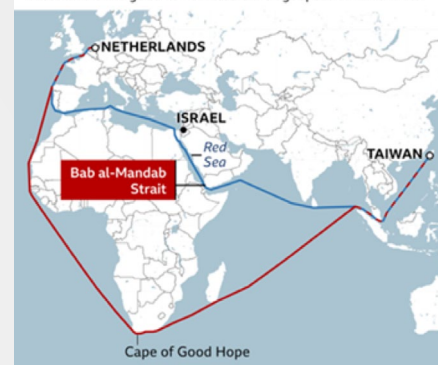 NETHERLANDS
ISRAEL
Red
Sea
TAIWAN
Bab al-Mandab
Strait
Cape of Good Hope